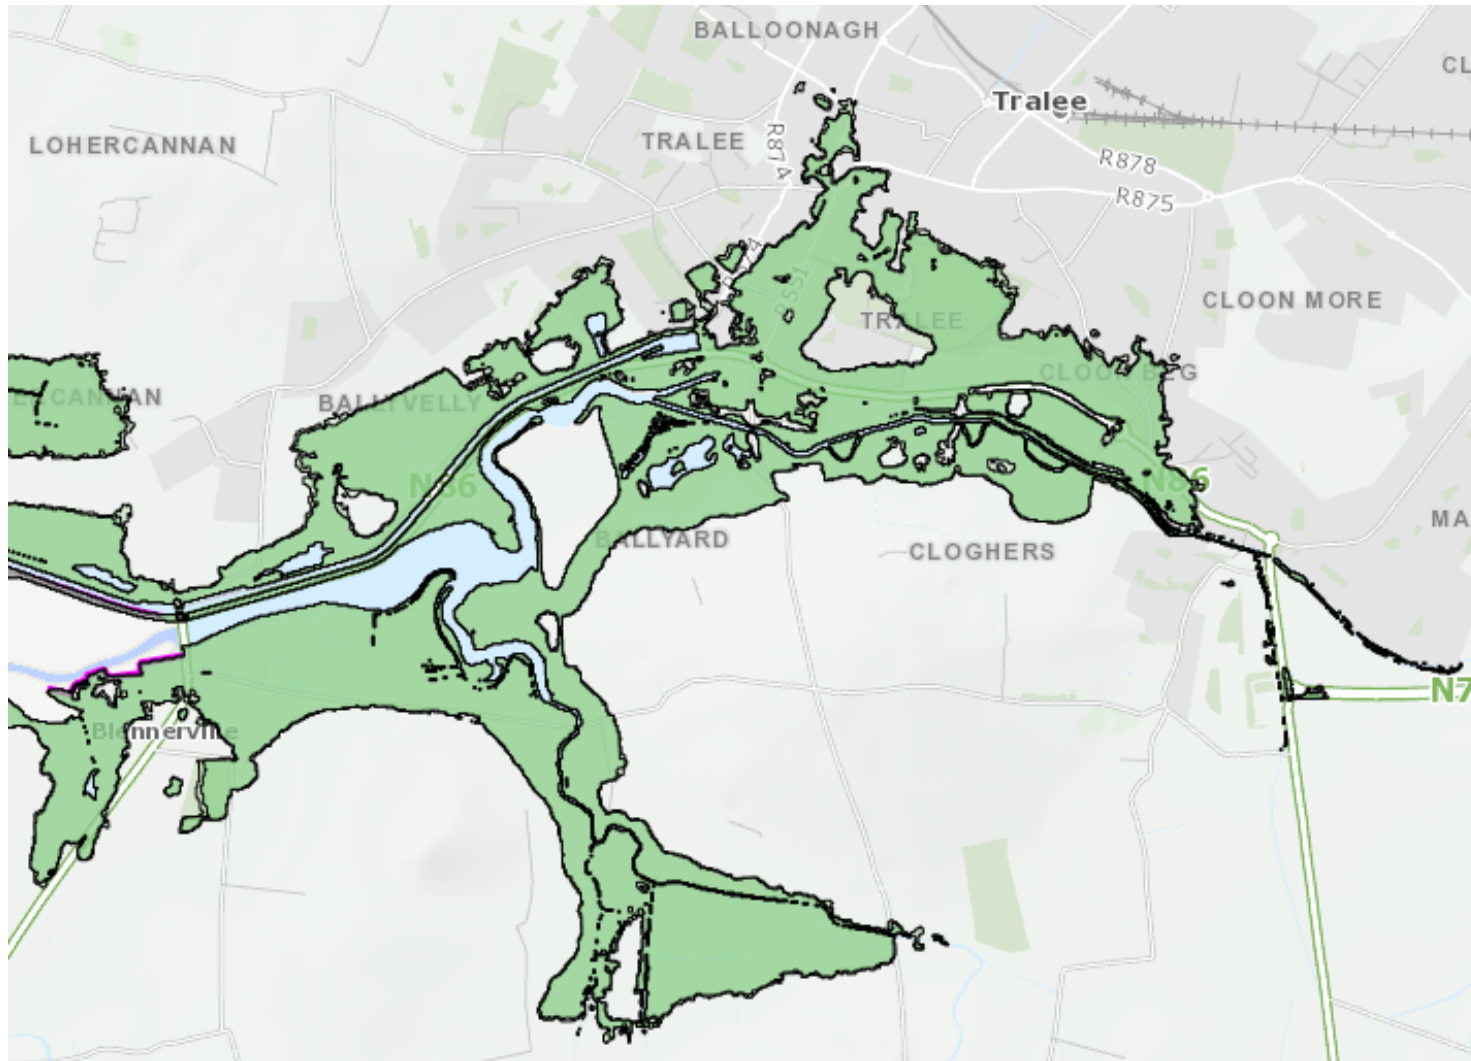 BALLOONAGH
CL
Tralee
LOHERCANNAN
TRALEE
R874
R878
R875
R551
CLOON MORE
TRALEE
CLOON BEG
BALLYVELLY
N86
N86
MA
BALLYARD
CLOGHERS
N7
Blennerville